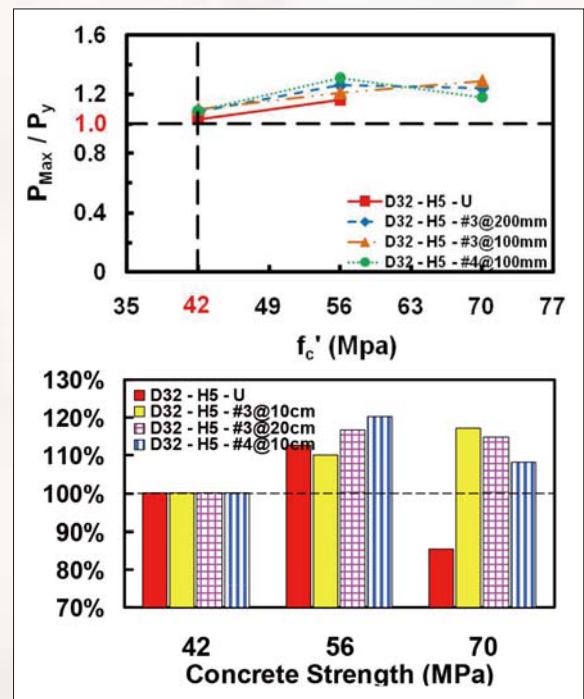 1.6
1.2
1.0
0.8
0.4
0
P_Max / P_y
D32 - H5 - U
D32 - H5 - #3@200mm
D32 - H5 - #3@100mm
D32 - H5 - #4@100mm
35 42 49 56 63 70 77
f_c' (Mpa)
130%
120%
110%
100%
90%
80%
70%
D32 - H5 - U
D32 - H5 - #3@10cm
D32 - H5 - #3@20cm
D32 - H5 - #4@10cm
42 56 70
Concrete Strength (MPa)